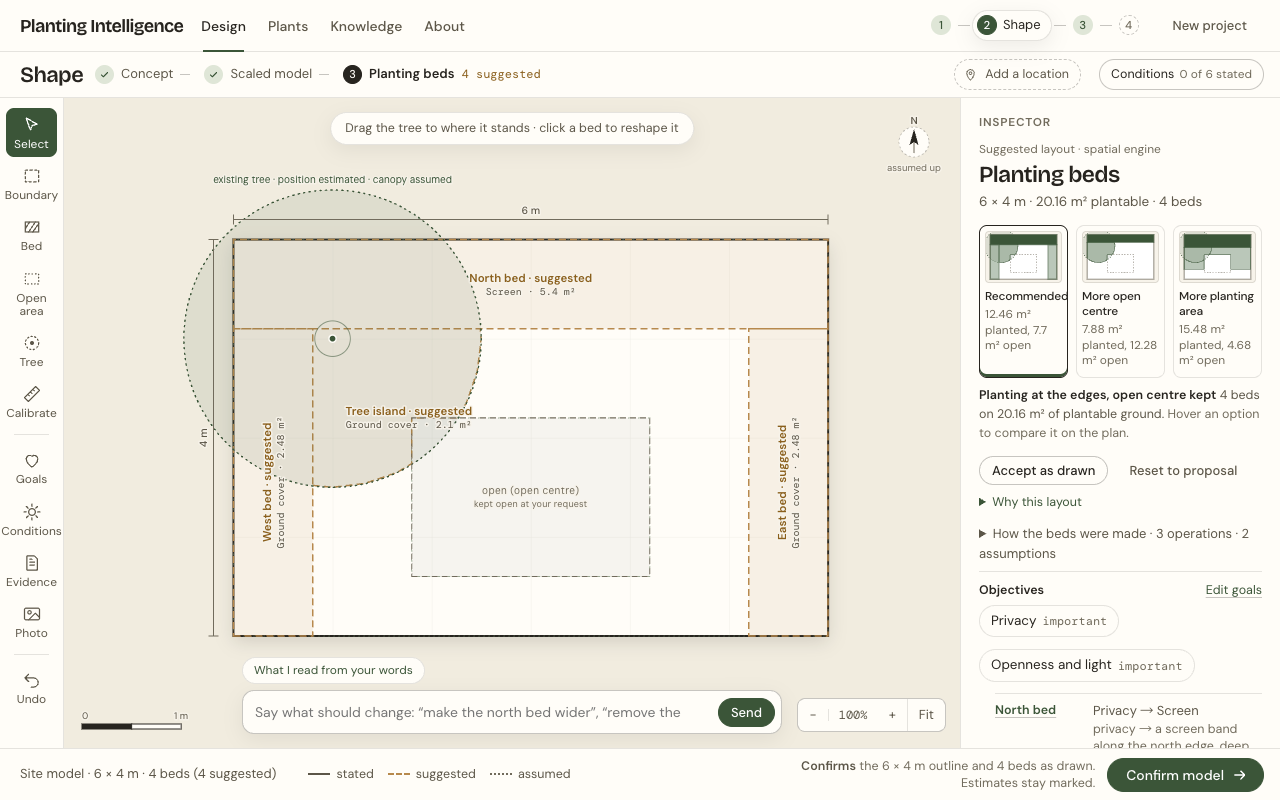 Planting Intelligence
Design
Plants
Knowledge
About
1
2 Shape
3
4
New project
Shape
Concept
Scaled model
3 Planting beds 4 suggested
Add a location
Conditions 0 of 6 stated
Select
Boundary
Bed
Open
area
Tree
Calibrate
Goals
Conditions
Evidence
Photo
Undo
Drag the tree to where it stands · click a bed to reshape it
N
assumed up
existing tree · position estimated · canopy assumed
6 m
North bed · suggested
Screen · 5.4 m²
Tree island · suggested
Ground cover · 2.1 m²
4 m
West bed · suggested
Ground cover · 2.48 m²
open (open centre)
kept open at your request
East bed · suggested
Ground cover · 2.48 m²
What I read from your words
Say what should change: “make the north bed wider”, “remove the
Send
0 1 m
− 100% + Fit
INSPECTOR
Suggested layout · spatial engine
Planting beds
6 × 4 m · 20.16 m² plantable · 4 beds
Recommended
12.46 m²
planted, 7.7
m² open
More open
centre
7.88 m²
planted, 12.28
m² open
More planting
area
15.48 m²
planted, 4.68
m² open
Planting at the edges, open centre kept 4 beds
on 20.16 m² of plantable ground. Hover an option
to compare it on the plan.
Accept as drawn
Reset to proposal
Why this layout
How the beds were made · 3 operations · 2
assumptions
Objectives
Edit goals
Privacy important
Openness and light important
North bed
Privacy → Screen
privacy → a screen band
along the north edge, deep
Site model · 6 × 4 m · 4 beds (4 suggested)
stated
suggested
assumed
Confirms the 6 × 4 m outline and 4 beds as drawn.
Estimates stay marked.
Confirm model →